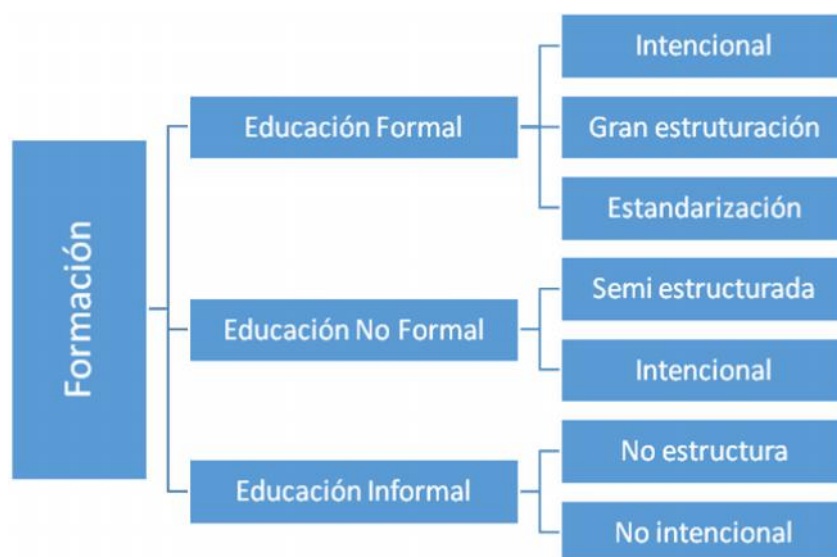 Formación
Educación Formal
Intencional
Gran estruturación
Estandarización
Educación No Formal
Semi estructurada
Intencional
Educación Informal
No estructura
No intencional